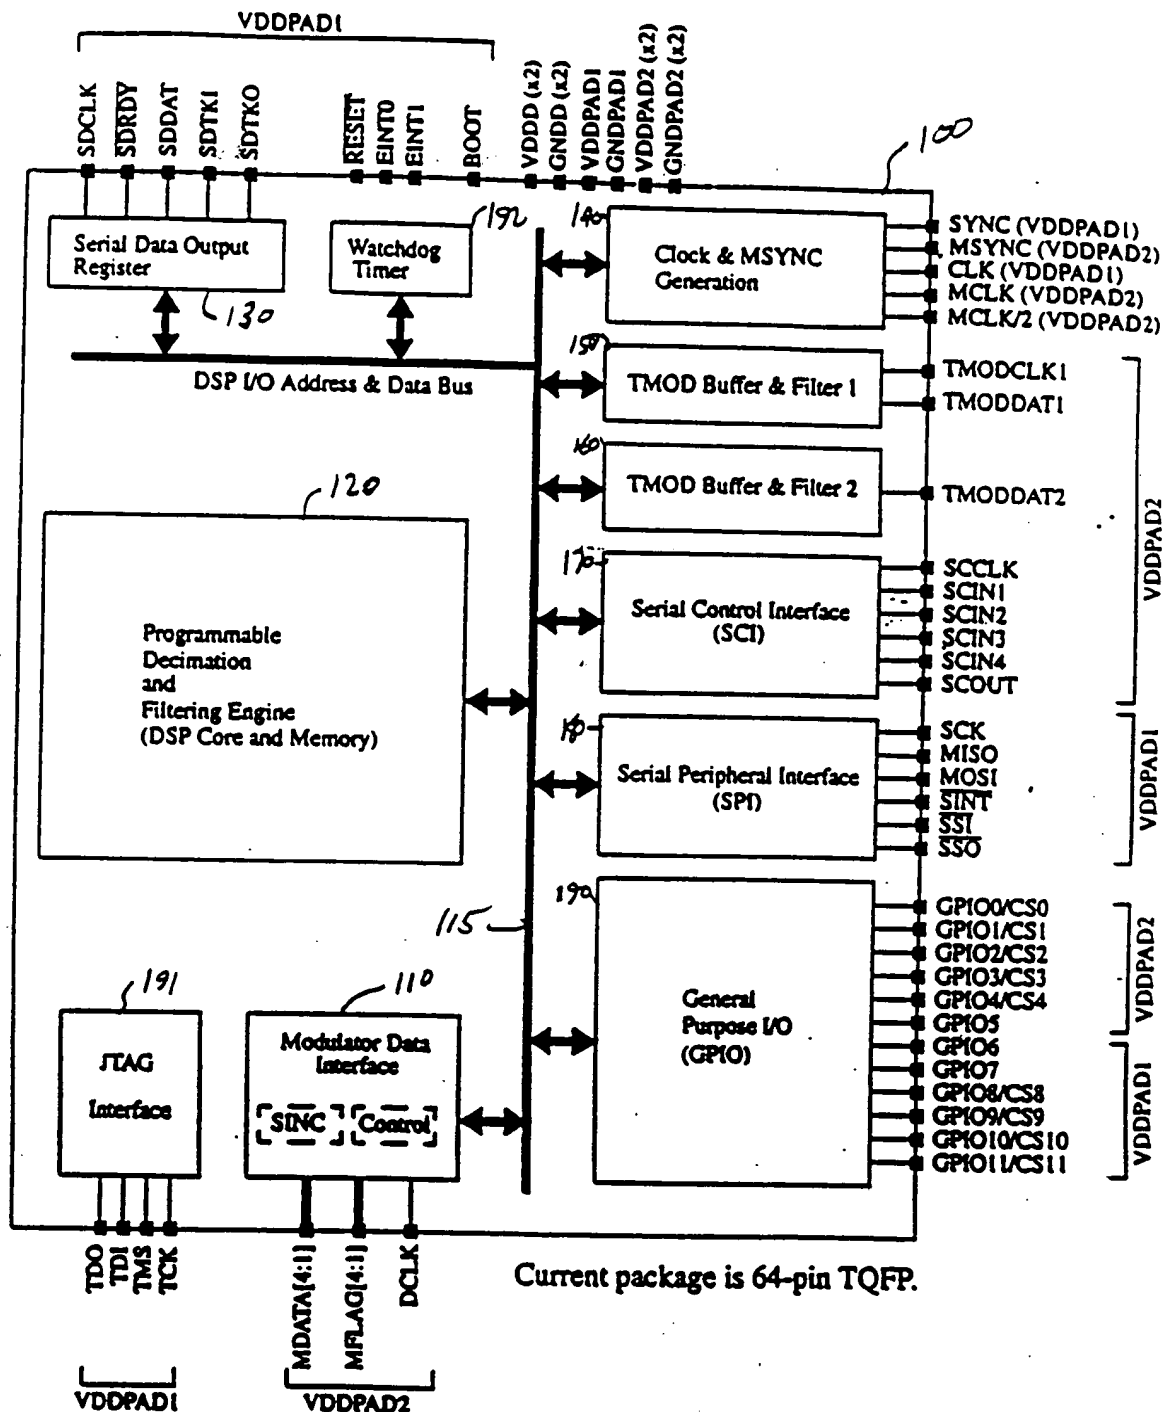 VDDPAD1
SDCLK
SDRDY
SDDAT
SDTKI
SDTKO
RESET
EINT0
EINT1
BOOT
VDDD (x2)
GNDD (x2)
VDDPAD1
GNDPAD1
VDDPAD2 (x2)
GNDPAD2 (x2)
100
Serial Data Output
Register
130
Watchdog
Timer
192
DSP I/O Address & Data Bus
140
Clock & MSYNC
Generation
SYNC (VDDPAD1)
MSYNC (VDDPAD2)
CLK (VDDPAD1)
MCLK (VDDPAD2)
MCLK/2 (VDDPAD2)
150
TMOD Buffer & Filter 1
TMODCLK1
TMODDAT1
160
TMOD Buffer & Filter 2
TMODDAT2
120
Programmable
Decimation
and
Filtering Engine
(DSP Core and Memory)
170
Serial Control Interface
(SCI)
SCCLK
SCIN1
SCIN2
SCIN3
SCIN4
SCOUT
VDDPAD2
180
Serial Peripheral Interface
(SPI)
SCK
MISO
MOSI
SINT
SSI
SSO
VDDPAD1
115
190
General
Purpose I/O
(GPIO)
GPIO0/CS0
GPIO1/CS1
GPIO2/CS2
GPIO3/CS3
GPIO4/CS4
GPIO5
GPIO6
GPIO7
GPIO8/CS8
GPIO9/CS9
GPIO10/CS10
GPIO11/CS11
VDDPAD2
VDDPAD1
191
JTAG
Interface
110
Modulator Data
Interface
SINC
Control
TDO
TDI
TMS
TCK
MDATA[4:1]
MFLAG[4:1]
DCLK
Current package is 64-pin TQFP.
VDDPAD1
VDDPAD2